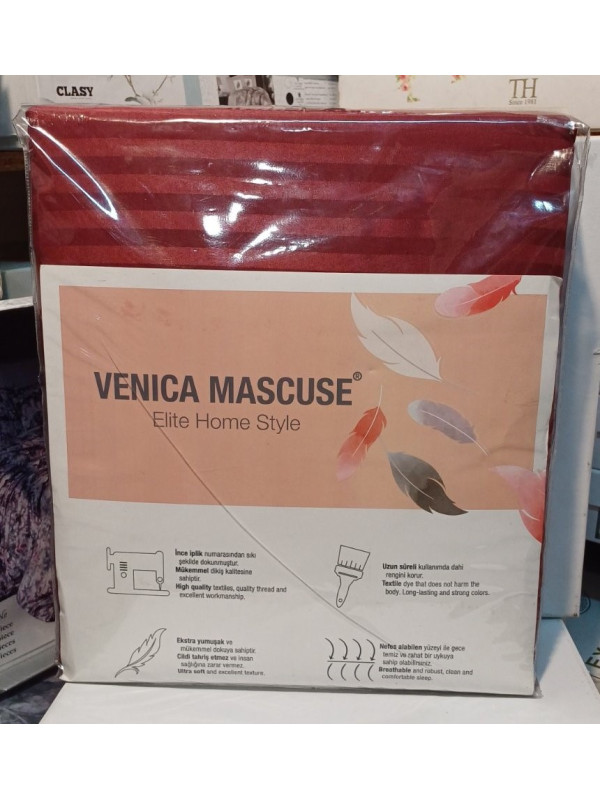 CLASY
TH
Since 1981
VENICA MASCUSE®
Elite Home Style
İnce iplik numarasından sıkı
şekilde dokunmuştur.
Mükemmel dikiş kalitesine
sahiptir.
High quality textiles, quality thread and
excellent workmanship.
Uzun süreli kullanımda dahi
rengini korur.
Textile dye that does not harm the
body. Long-lasting and strong colors.
Ekstra yumuşak ve
mükemmel dokuya sahiptir.
Cildi tahriş etmez ve insan
sağlığına zarar vermez.
Ultra soft and excellent texture.
Nefes alabilen yüzeyi ile gece
temiz ve rahat bir uykuya
sahip olabilirsiniz.
Breathable and robust, clean and
comfortable sleep.